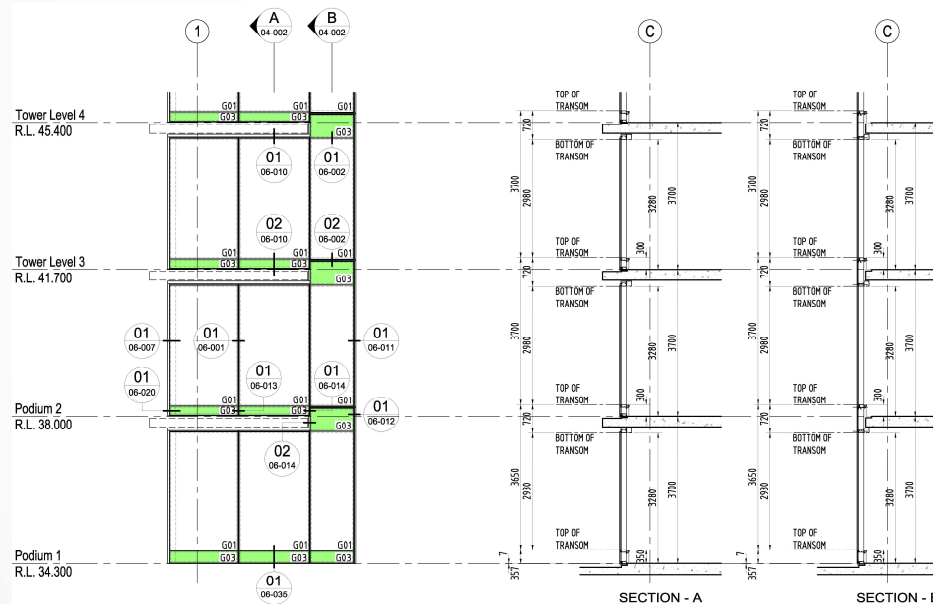 1
A
04-002
B
04-002
C
C
Tower Level 4
R.L. 45.400
G01
G01
G01
G03
G03
G03
01
06-010
01
06-002
02
06-010
02
06-002
Tower Level 3
R.L. 41.700
G01
G01
G01
G03
G03
G03
01
06-007
01
06-001
01
06-011
01
06-020
01
06-013
01
06-014
01
06-012
Podium 2
R.L. 38.000
G01
G01
G01
G03
G03
G03
02
06-014
Podium 1
R.L. 34.300
G01
G01
G01
G03
G03
G03
01
06-035
TOP OF
TRANSOM
BOTTOM OF
TRANSOM
TOP OF
TRANSOM
BOTTOM OF
TRANSOM
TOP OF
TRANSOM
BOTTOM OF
TRANSOM
TOP OF
TRANSOM
720
3700
2980
3280
3700
300
720
3700
2980
3280
3700
300
720
3650
2930
3280
3700
350
7
357
SECTION - A
TOP OF
TRANSOM
BOTTOM OF
TRANSOM
TOP OF
TRANSOM
BOTTOM OF
TRANSOM
TOP OF
TRANSOM
BOTTOM OF
TRANSOM
TOP OF
TRANSOM
720
3700
2980
3280
3700
300
720
3700
2980
3280
3700
300
720
3650
2930
3280
3700
350
7
357
SECTION - B